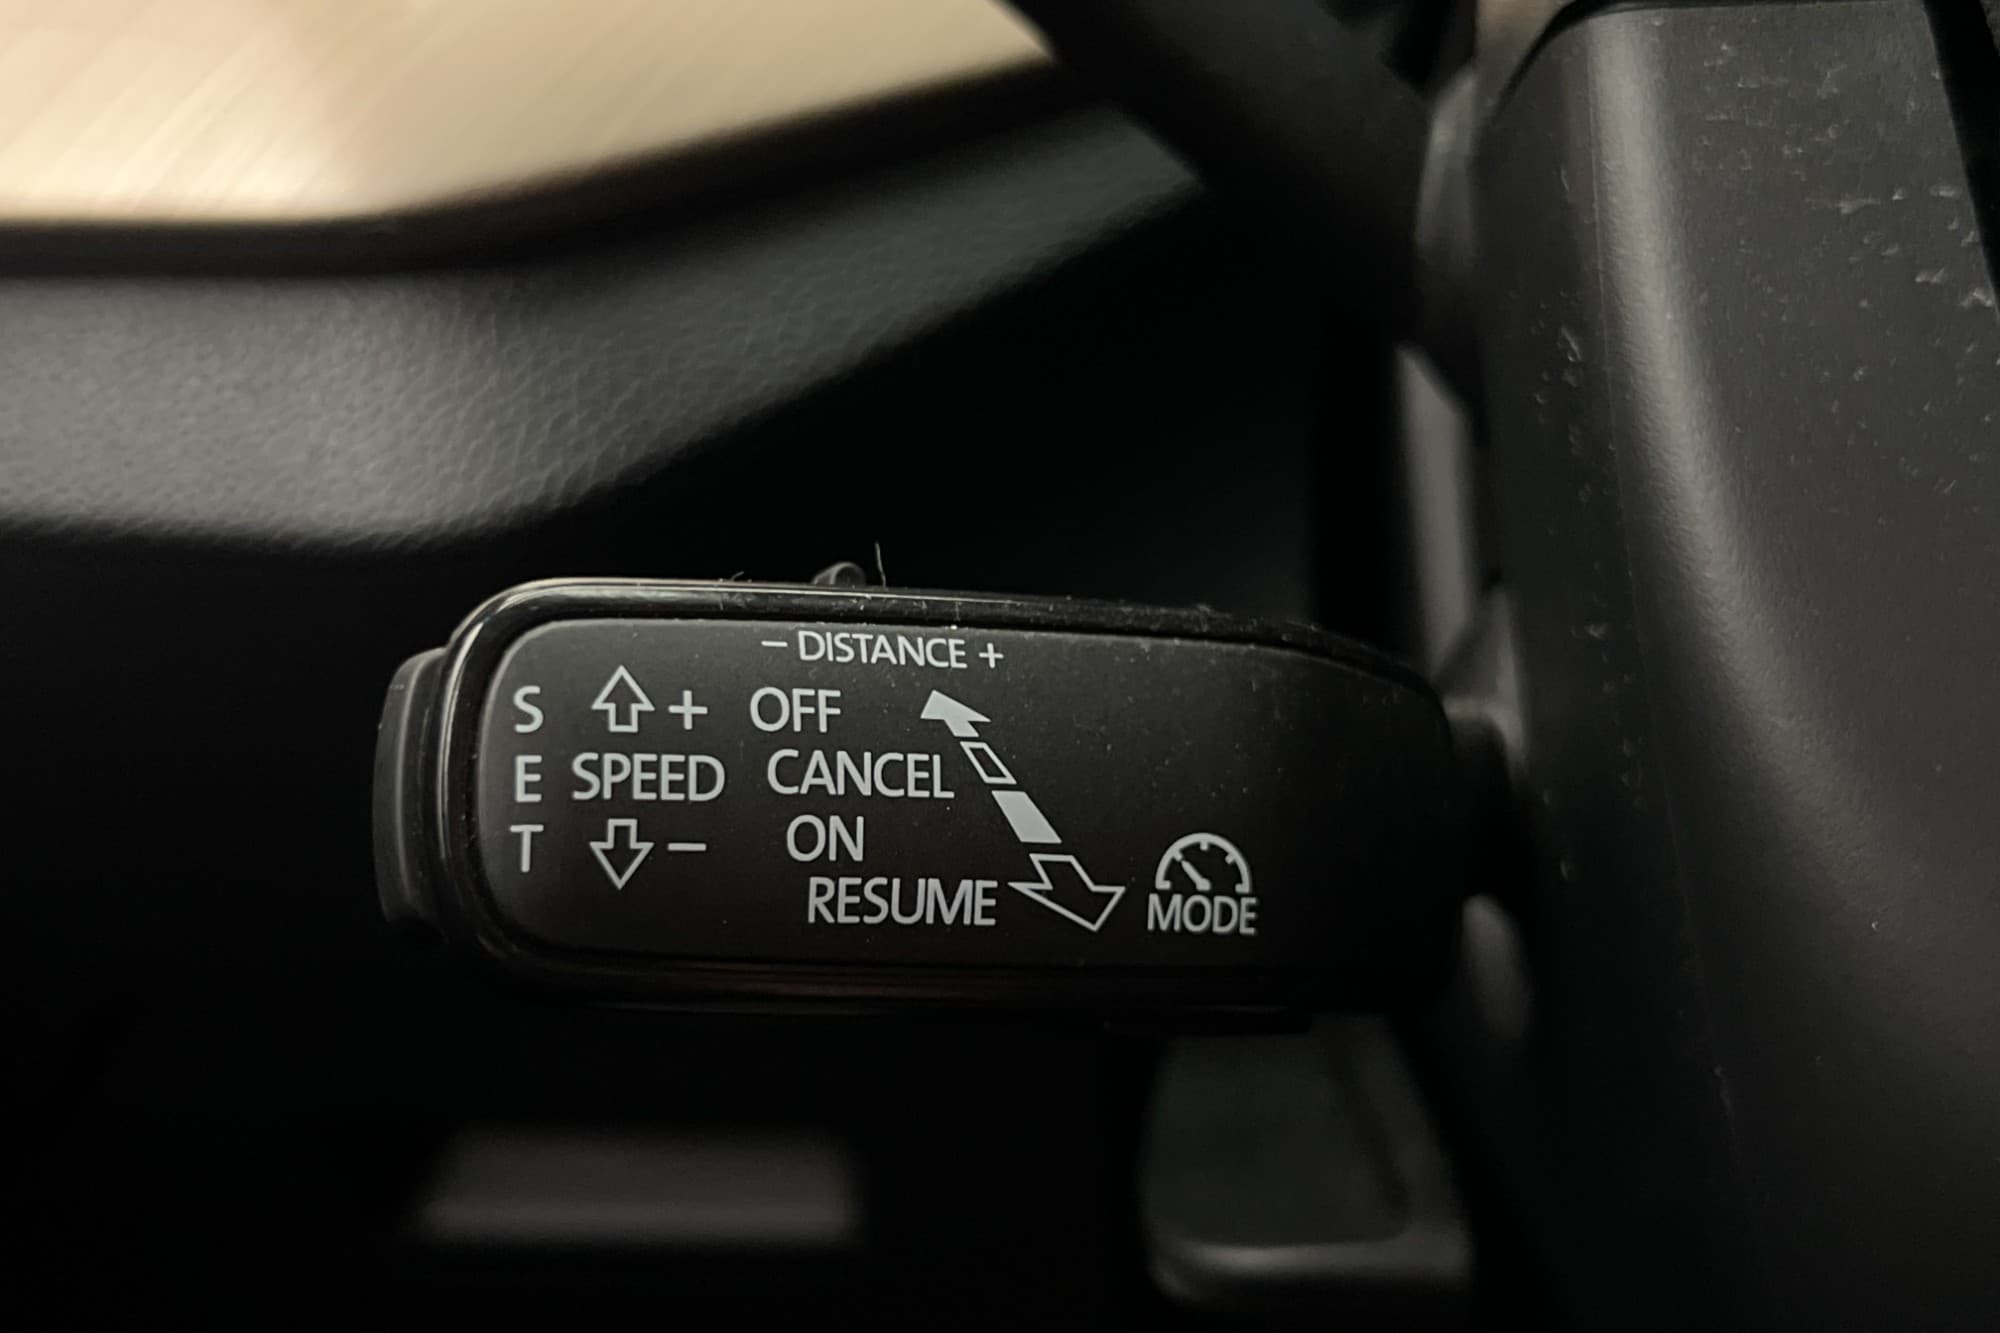 − DISTANCE +
S + OFF
E SPEED CANCEL
T − ON
RESUME
MODE